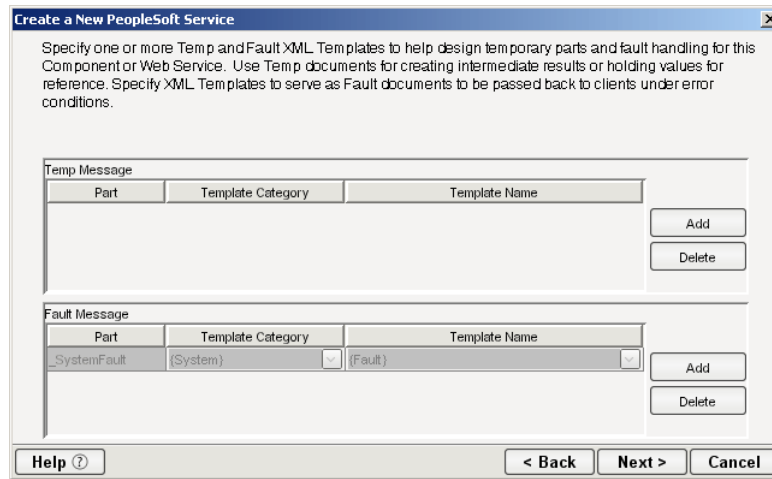 Create a New PeopleSoft Service
Specify one or more Temp and Fault XML Templates to help design temporary parts and fault handling for this
Component or Web Service. Use Temp documents for creating intermediate results or holding values for
reference. Specify XML Templates to serve as Fault documents to be passed back to clients under error
conditions.
Temp Message
Part Template Category Template Name
Add
Delete
Fault Message
Part Template Category Template Name
_SystemFault {System} {Fault}
Add
Delete
Help ? < Back Next > Cancel